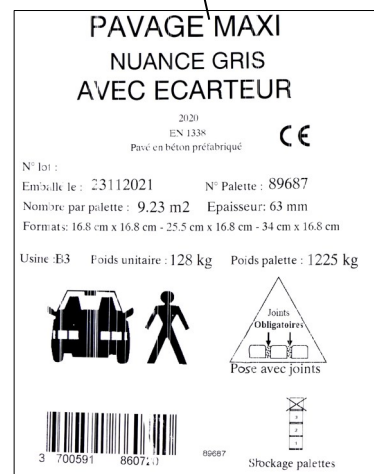 PAVAGE MAXI
NUANCE GRIS
AVEC ECARTEUR
2020
EN 1338
Pavé en béton préfabriqué
CE
N° lot :
Emballé le : 23112021 N° Palette : 89687
Nombre par palette : 9.23 m2 Epaisseur: 63 mm
Formats: 16.8 cm x 16.8 cm - 25.5 cm x 16.8 cm - 34 cm x 16.8 cm
Usine :B3 Poids unitaire : 128 kg Poids palette : 1225 kg
Joints
Obligatoires
Pose avec joints
3
2
1
3 700591
89687
Stockage palettes